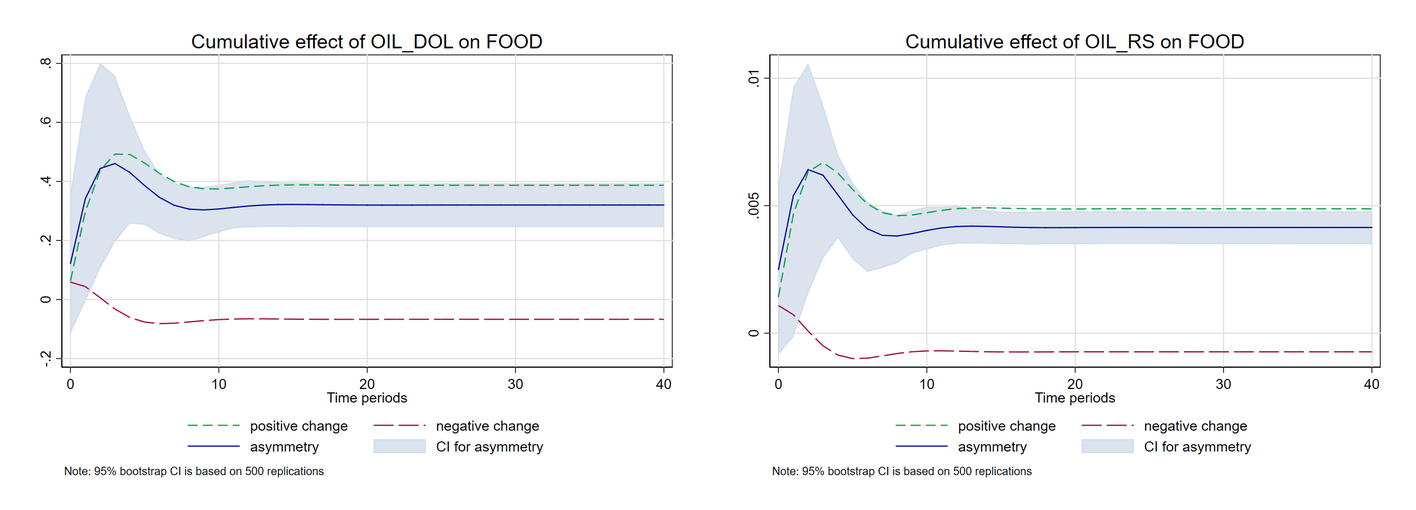 Cumulative effect of OIL_DOL on FOOD
.8
.6
.4
.2
0
-.2
0 10 20 30 40
Time periods
positive change negative change
asymmetry CI for asymmetry
Note: 95% bootstrap CI is based on 500 replications
Cumulative effect of OIL_RS on FOOD
.01
.005
0
0 10 20 30 40
Time periods
positive change negative change
asymmetry CI for asymmetry
Note: 95% bootstrap CI is based on 500 replications